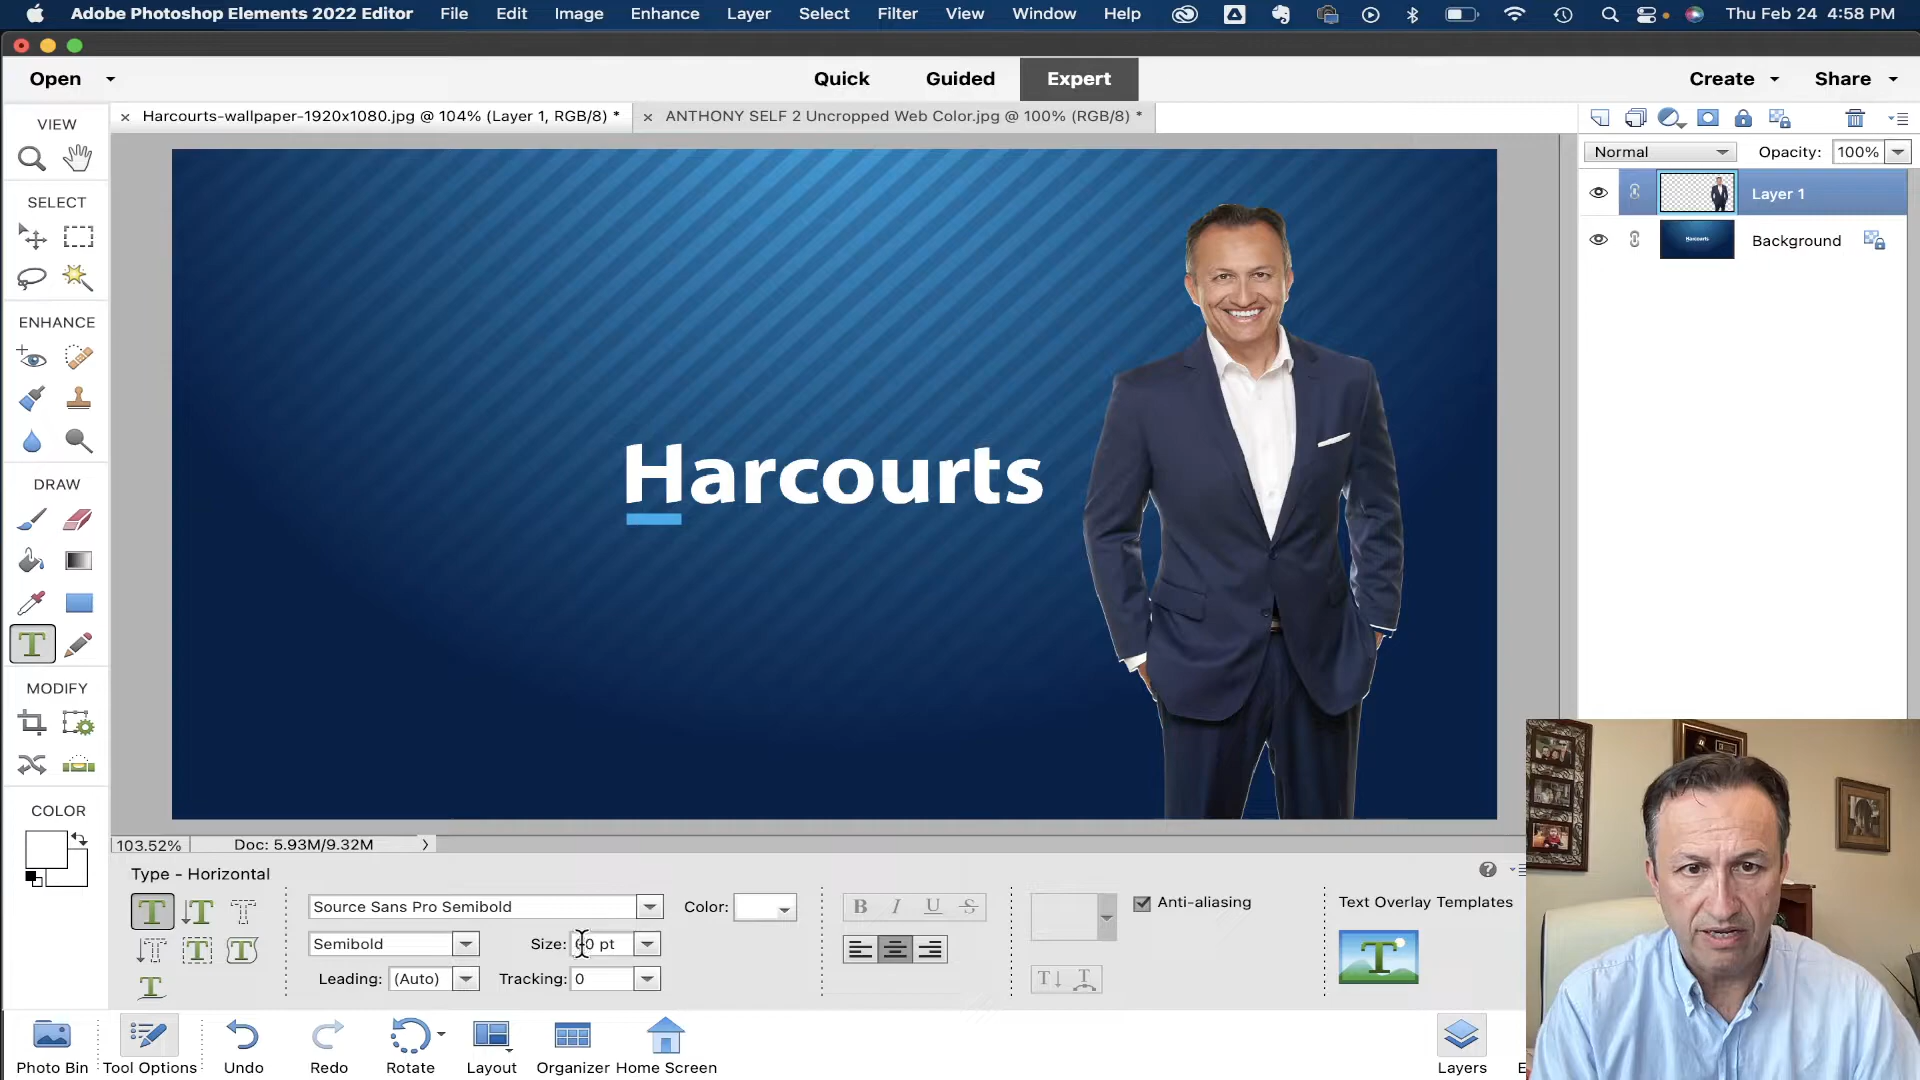 Adobe Photoshop Elements 2022 Editor File Edit Image Enhance Layer Select Filter View Window Help Thu Feb 24 4:58 PM
Open Quick Guided Expert Create Share
Harcourts-wallpaper-1920x1080.jpg @ 104% (Layer 1, RGB/8) * ANTHONY SELF 2 Uncropped Web Color.jpg @ 100% (RGB/8) *
VIEW
Normal Opacity: 100%
Layer 1
SELECT
Harcourts Background
ENHANCE
Harcourts
DRAW
MODIFY
COLOR
103.52% Doc: 5.93M/9.32M
Type - Horizontal
Source Sans Pro Semibold Color: Anti-aliasing Text Overlay Templates
Semibold Size: pt
Leading: (Auto) Tracking: 0
Photo Bin Tool Options Undo Redo Rotate Layout Organizer Home Screen Layers